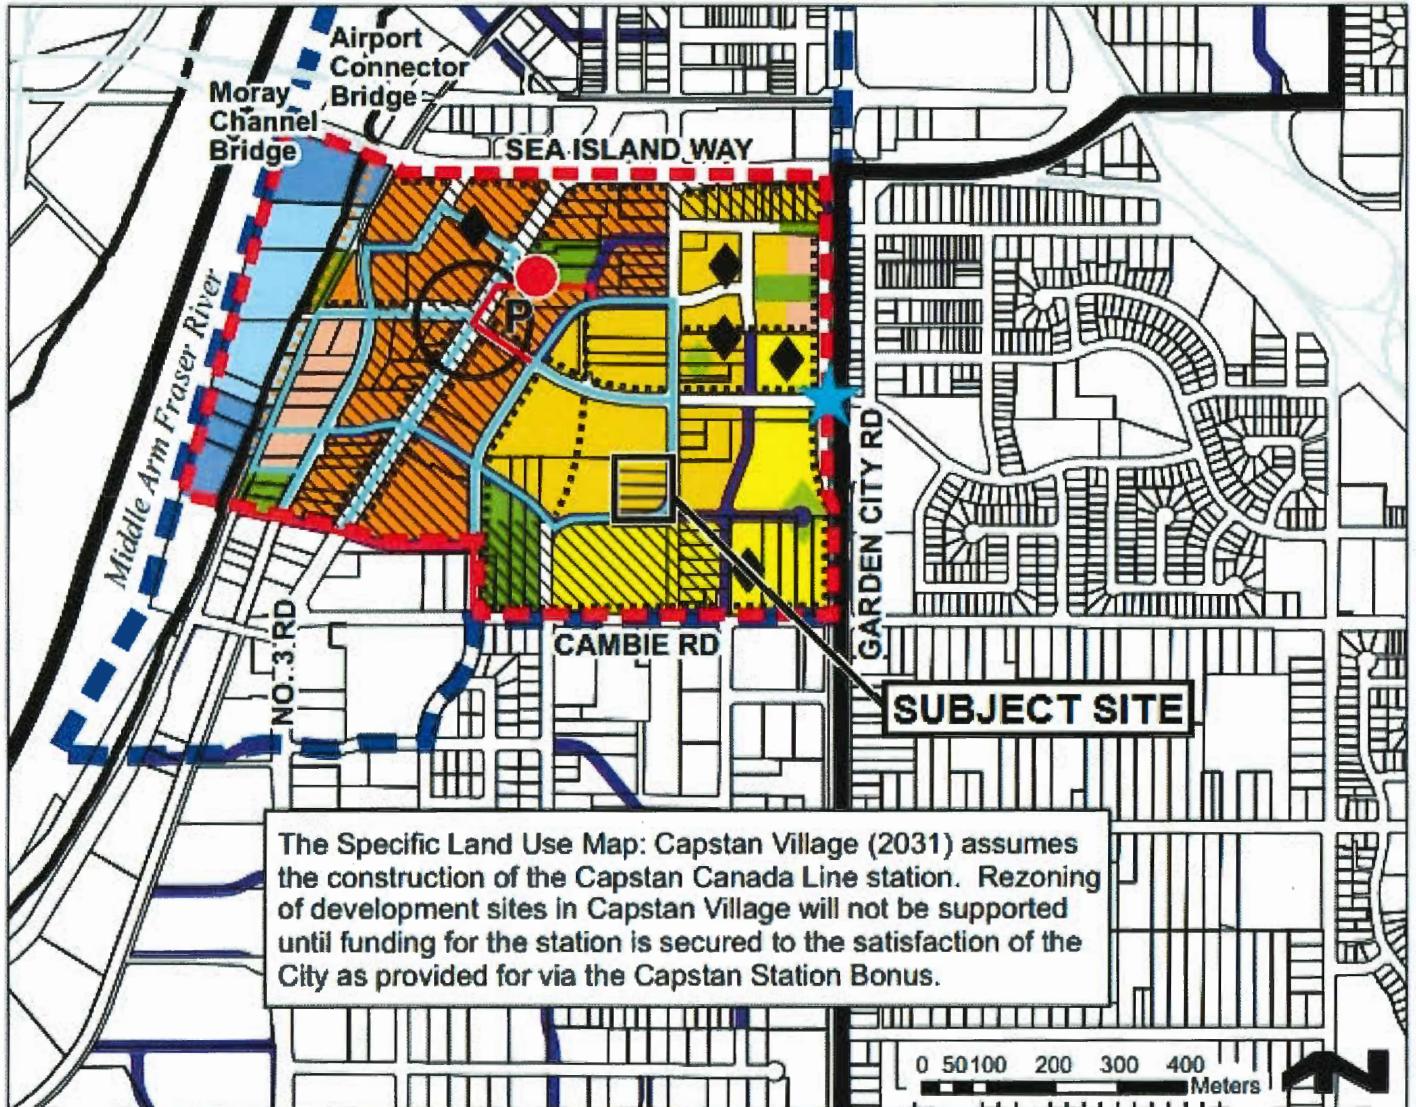 Airport
Connector
Bridge
Moray
Channel
Bridge
SEA ISLAND WAY
P
Middle Arm Fraser River
GARDEN CITY RD
NO. 3 RD
CAMBIE RD
SUBJECT SITE
The Specific Land Use Map: Capstan Village (2031) assumes
the construction of the Capstan Canada Line station. Rezoning
of development sites in Capstan Village will not be supported
until funding for the station is secured to the satisfaction of the
City as provided for via the Capstan Station Bonus.
0 50 100 200 300 400
Meters